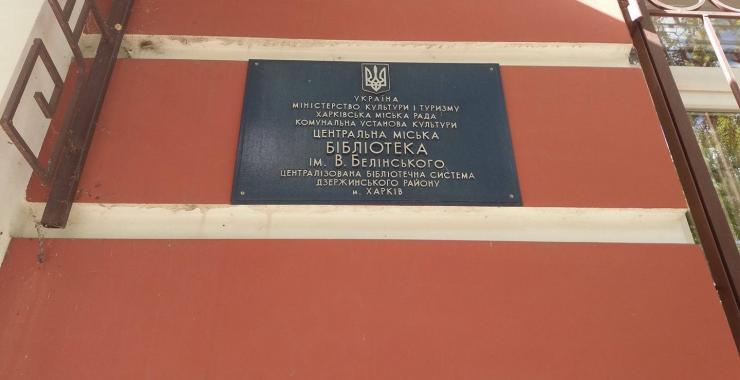 УКРАЇНА
МІНІСТЕРСТВО КУЛЬТУРИ І ТУРИЗМУ
ХАРКІВСЬКА МІСЬКА РАДА
КОМУНАЛЬНА УСТАНОВА КУЛЬТУРИ
ЦЕНТРАЛЬНА МІСЬКА
БІБЛІОТЕКА
ІМ. В. БЕЛІНСЬКОГО
ЦЕНТРАЛІЗОВАНА БІБЛІОТЕЧНА СИСТЕМА
ДЗЕРЖИНСЬКОГО РАЙОНУ
М. ХАРКІВ